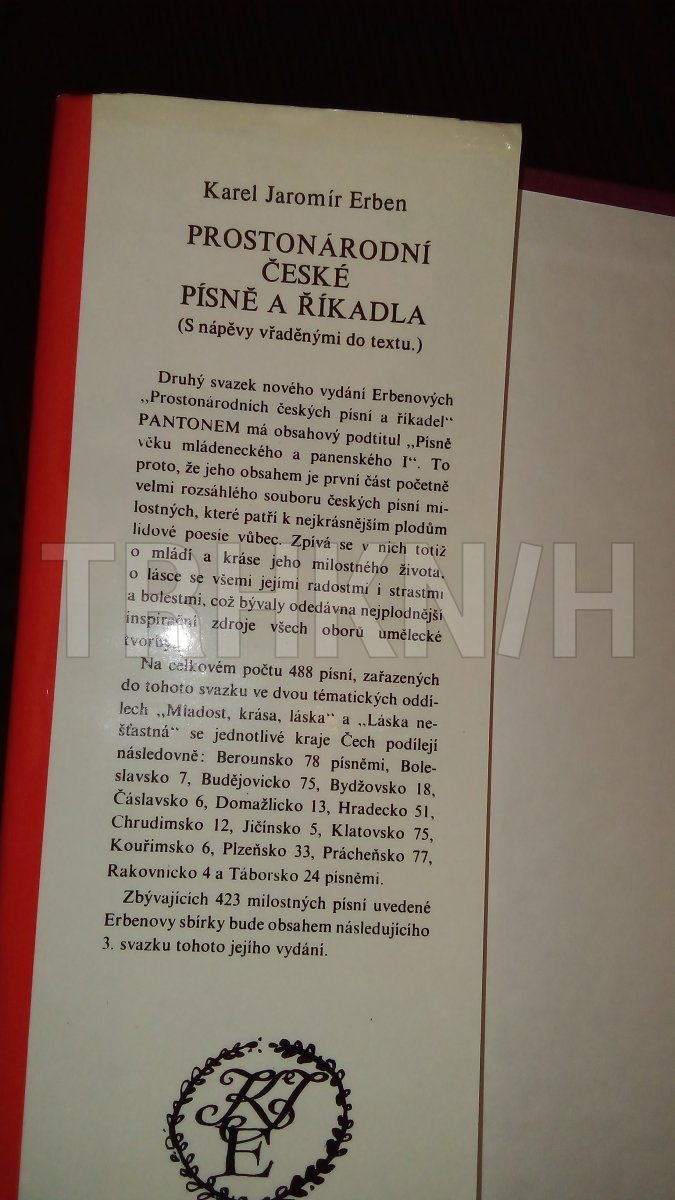 Karel Jaromír Erben
PROSTONÁRODNÍ
ČESKÉ
PÍSNĚ A ŘÍKADLA
(S nápěvy vřaděnými do textu.)
Druhý svazek nového vydání Erbenových
„Prostonárodních českých písní a říkadel“
PANTONEM má obsahový podtitul „Písně
věku mládeneckého a panenského I“. To
proto, že jeho obsahem je první část početně
velmi rozsáhlého souboru českých písní mi-
lostných, které patří k nejkrásnějším plodům
lidové poesie vůbec. Zpívá se v nich totiž
o mládí a kráse jeho milostného života,
o lásce se všemi jejími radostmi i strastmi
a bolestmi, což bývaly odedávna nejplodnější
inspirační zdroje všech oborů umělecké
tvorby.
Na celkovém počtu 488 písní, zařazených
do tohoto svazku ve dvou tématických oddí-
lech „Mladost, krása, láska“ a „Láska ne-
šťastná“ se jednotlivé kraje Čech podílejí
následovně: Berounsko 78 písněmi, Bole-
slavsko 7, Budějovicko 75, Bydžovsko 18,
Čáslavsko 6, Domažlicko 13, Hradecko 51,
Chrudimsko 12, Jičínsko 5, Klatovsko 75,
Kouřimsko 6, Plzeňsko 33, Prácheňsko 77,
Rakovnicko 4 a Táborsko 24 písněmi.
Zbývajících 423 milostných písní uvedené
Erbenovy sbírky bude obsahem následujícího
3. svazku tohoto jejího vydání.
KJ
E
TRHKNIH